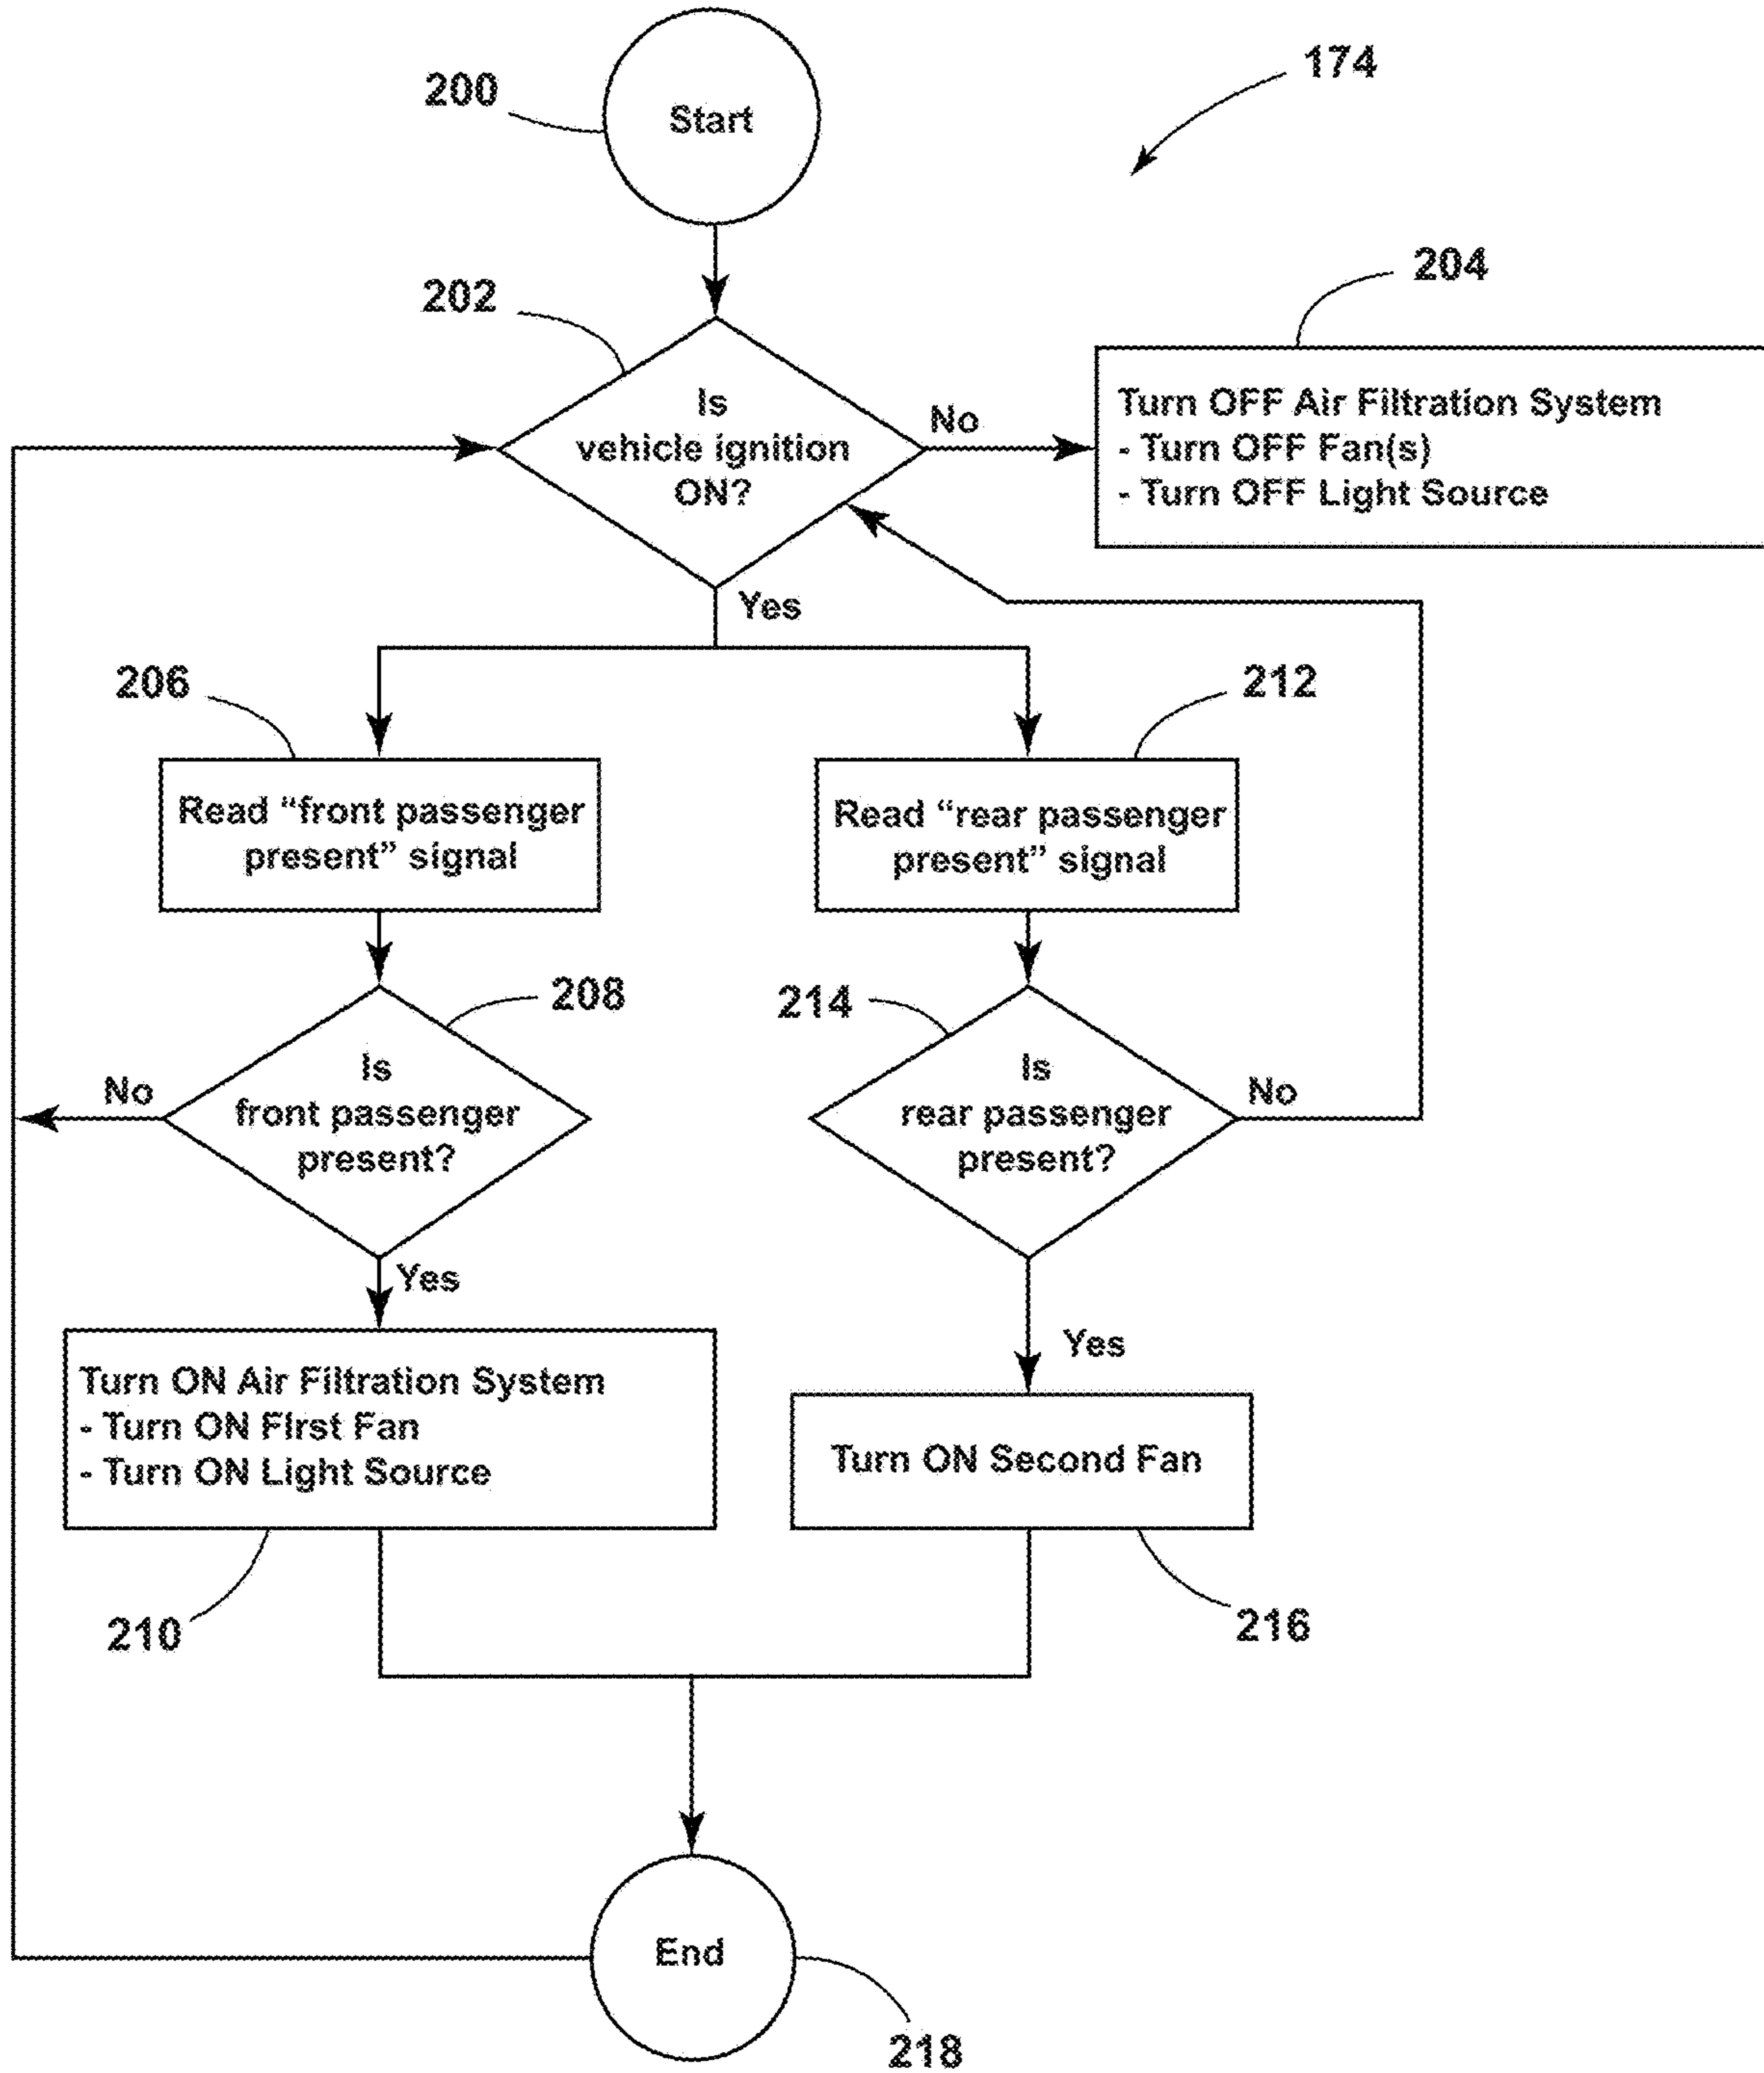 200
Start
174
202
204
Is
vehicle ignition
ON?
No
Turn OFF Air Filtration System
- Turn OFF Fan(s)
- Turn OFF Light Source
Yes
206
212
Read “front passenger
present” signal
Read “rear passenger
present” signal
208
214
No
Is
front passenger
present?
Is
rear passenger
present?
No
Yes
Yes
Turn ON Air Filtration System
- Turn ON FIrst Fan
- Turn ON Light Source
Turn ON Second Fan
210
216
End
218